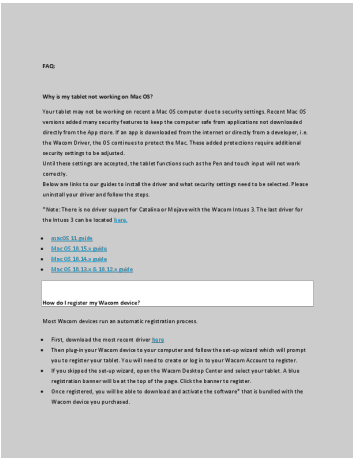 FAQ:
Why is my tablet not working on Mac OS?
Your tablet may not be working on recent a Mac OS computer due to security settings. Recent Mac OS
versions added many security features to keep the computer safe from applications not downloaded
directly from the App store. If an app is downloaded from the internet or directly from a developer, i.e.
the Wacom Driver, the OS continues to protect the Mac. These added protections require additional
security settings to be adjusted.
Until these settings are accepted, the tablet functions such as the Pen and touch input will not work
correctly.
Below are links to our guides to install the driver and what security settings need to be selected. Please
uninstall your driver and follow the steps.
*Note: There is no driver support for Catalina or Mojave with the Wacom Intuos 3. The last driver for
the Intuos 3 can be located here.
• macOS 11 guide
• Mac OS 10.15.x guide
• Mac OS 10.14.x guide
• Mac OS 10.13.x & 10.12.x guide
How do I register my Wacom device?
Most Wacom devices run an automatic registration process.
• First, download the most recent driver here
• Then plug-in your Wacom device to your computer and follow the set-up wizard which will prompt
you to register your tablet. You will need to create or log in to your Wacom Account to register.
• If you skipped the set-up wizard, open the Wacom Desktop Center and select your tablet. A blue
registration banner will be at the top of the page. Click the banner to register.
• Once registered, you will be able to download and activate the software* that is bundled with the
Wacom device you purchased.